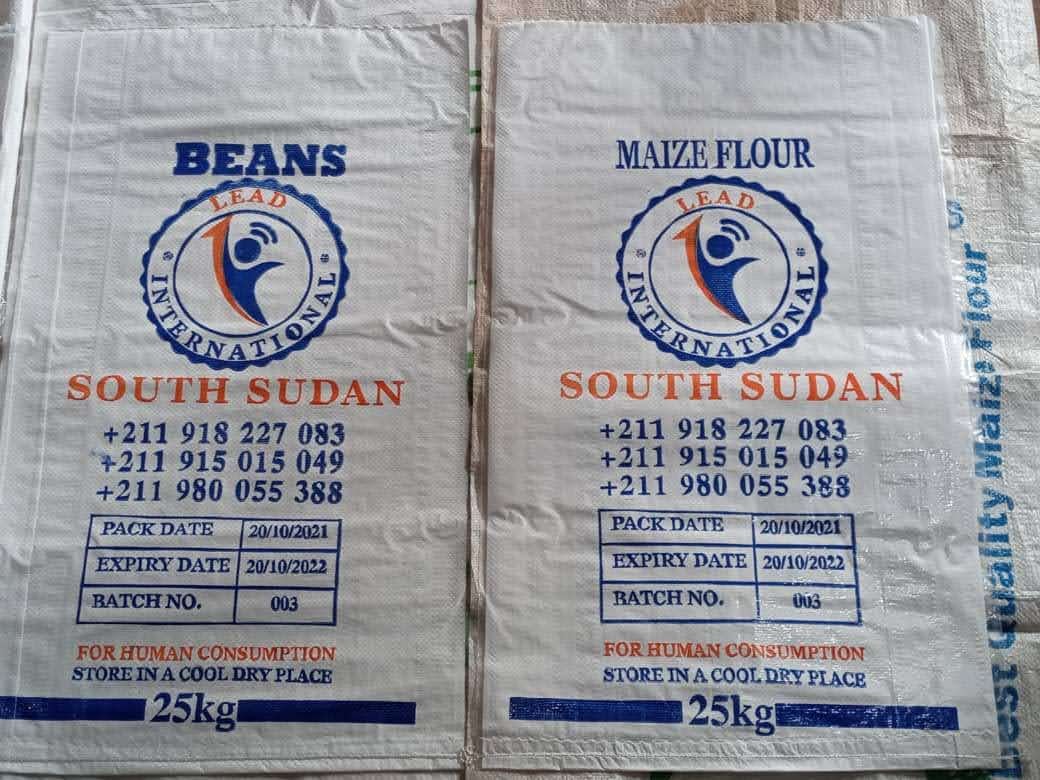 BEANS
LEAD
INTERNATIONAL
SOUTH SUDAN
+211 918 227 083
+211 915 015 049
+211 980 055 388
PACK DATE 20/10/2021
EXPIRY DATE 20/10/2022
BATCH NO. 003
FOR HUMAN CONSUMPTION
STORE IN A COOL DRY PLACE
25kg
MAIZE FLOUR
LEAD
INTERNATIONAL
SOUTH SUDAN
+211 918 227 083
+211 915 015 049
+211 980 055 388
PACK DATE 20/10/2021
EXPIRY DATE 20/10/2022
BATCH NO. 003
FOR HUMAN CONSUMPTION
STORE IN A COOL DRY PLACE
25kg
Best Quality Maize Flour